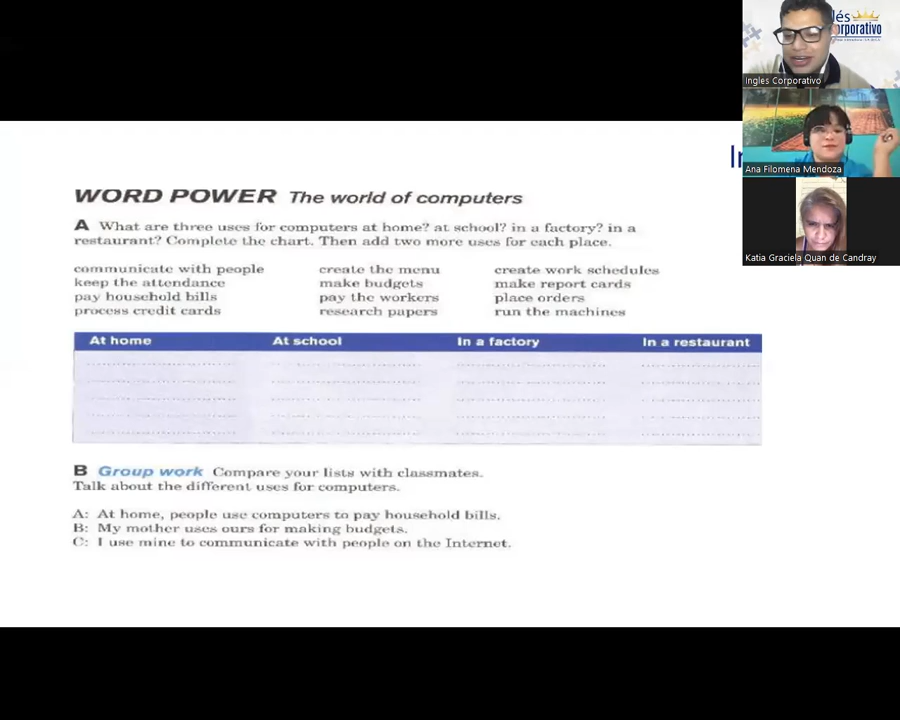 WORD POWER The world of computers
A What are three uses for computers at home? at school? in a factory? in a
restaurant? Complete the chart. Then add two more uses for each place.
communicate with people create the menu create work schedules
keep the attendance make budgets make report cards
pay household bills pay the workers place orders
process credit cards research papers run the machines
At home At school In a factory In a restaurant
B Group work Compare your lists with classmates.
Talk about the different uses for computers.
A: At home, people use computers to pay household bills.
B: My mother uses ours for making budgets.
C: I use mine to communicate with people on the Internet.
Ingles Corporativo
Ana Filomena Mendoza
Katia Graciela Quan de Candray